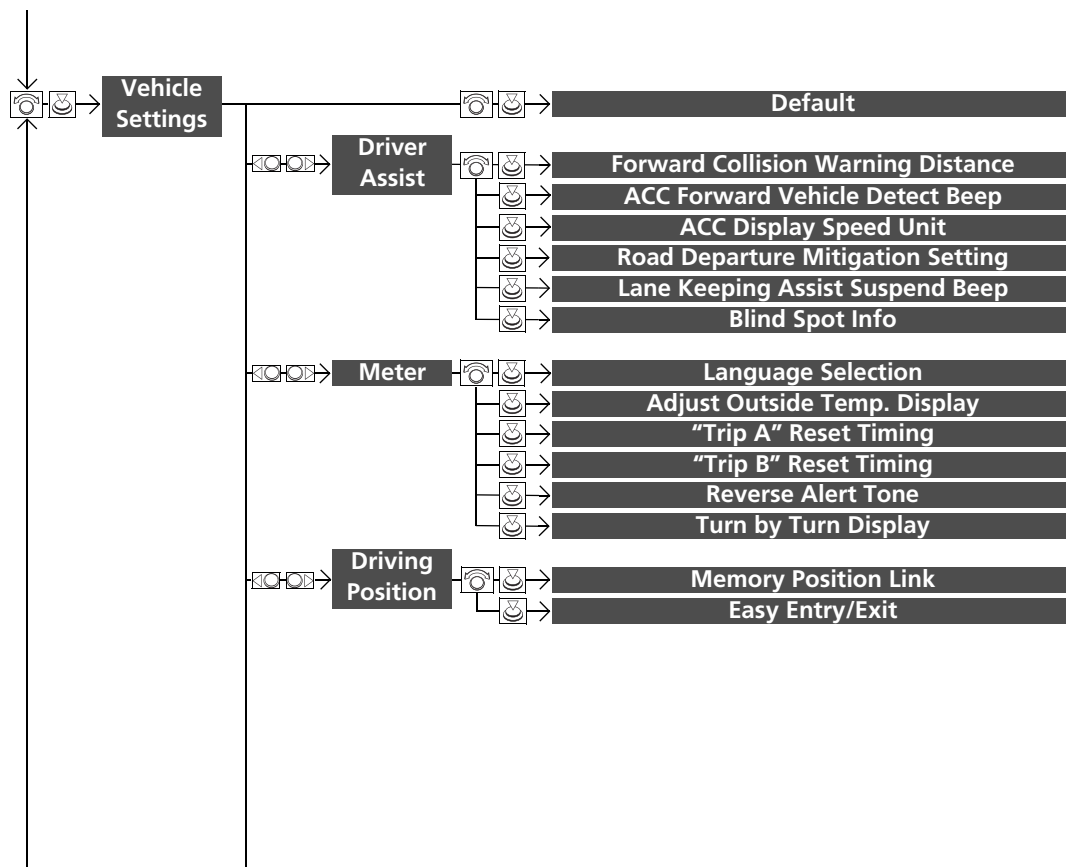 Vehicle
Settings
Default
Driver
Assist
Forward Collision Warning Distance
ACC Forward Vehicle Detect Beep
ACC Display Speed Unit
Road Departure Mitigation Setting
Lane Keeping Assist Suspend Beep
Blind Spot Info
Meter
Language Selection
Adjust Outside Temp. Display
“Trip A” Reset Timing
“Trip B” Reset Timing
Reverse Alert Tone
Turn by Turn Display
Driving
Position
Memory Position Link
Easy Entry/Exit